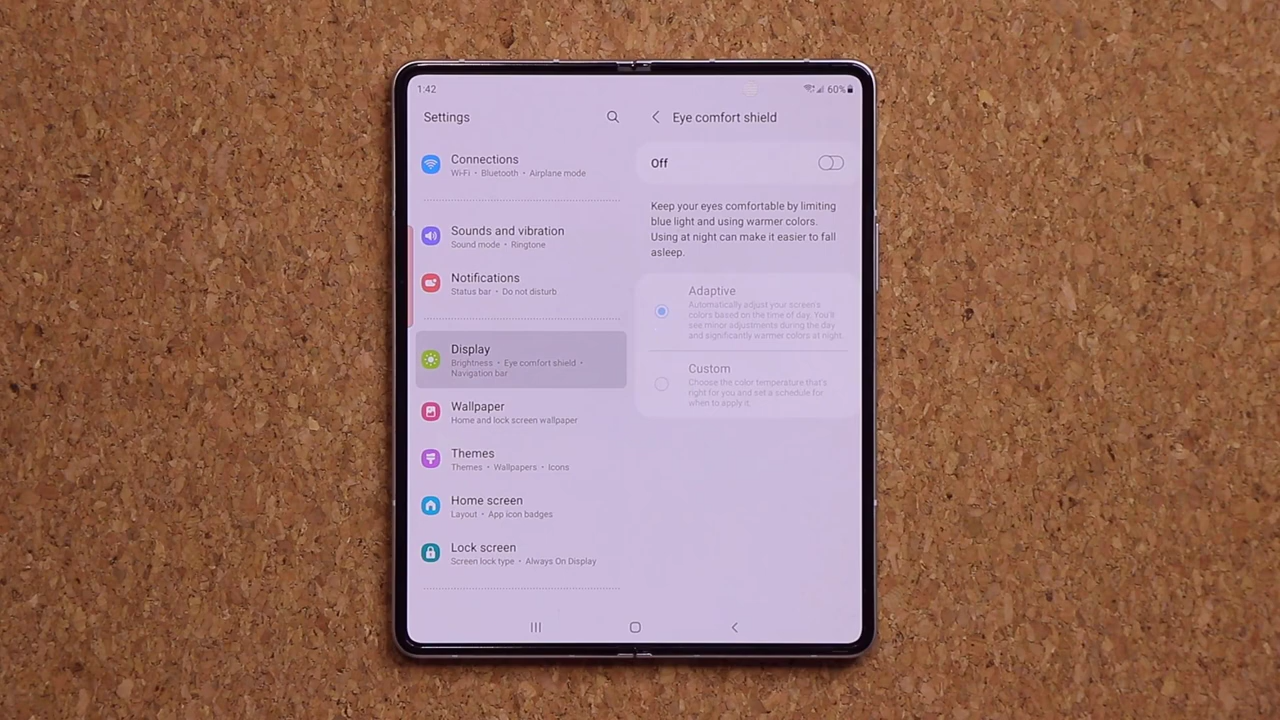 1:42
60%
Settings
Connections
Wi-Fi • Bluetooth • Airplane mode
Sounds and vibration
Sound mode • Ringtone
Notifications
Status bar • Do not disturb
Display
Brightness • Eye comfort shield •
Navigation bar
Wallpaper
Home and lock screen wallpaper
Themes
Themes • Wallpapers • Icons
Home screen
Layout • App icon badges
Lock screen
Screen lock type • Always On Display
Eye comfort shield
Off
Keep your eyes comfortable by limiting
blue light and using warmer colors.
Using at night can make it easier to fall
asleep.
Adaptive
Automatically adjust your screen's
colors based on the time of day. You'll
see minor adjustments during the day
and significantly warmer colors at night.
Custom
Choose the color temperature that's
right for you and set a schedule for
when to apply it.